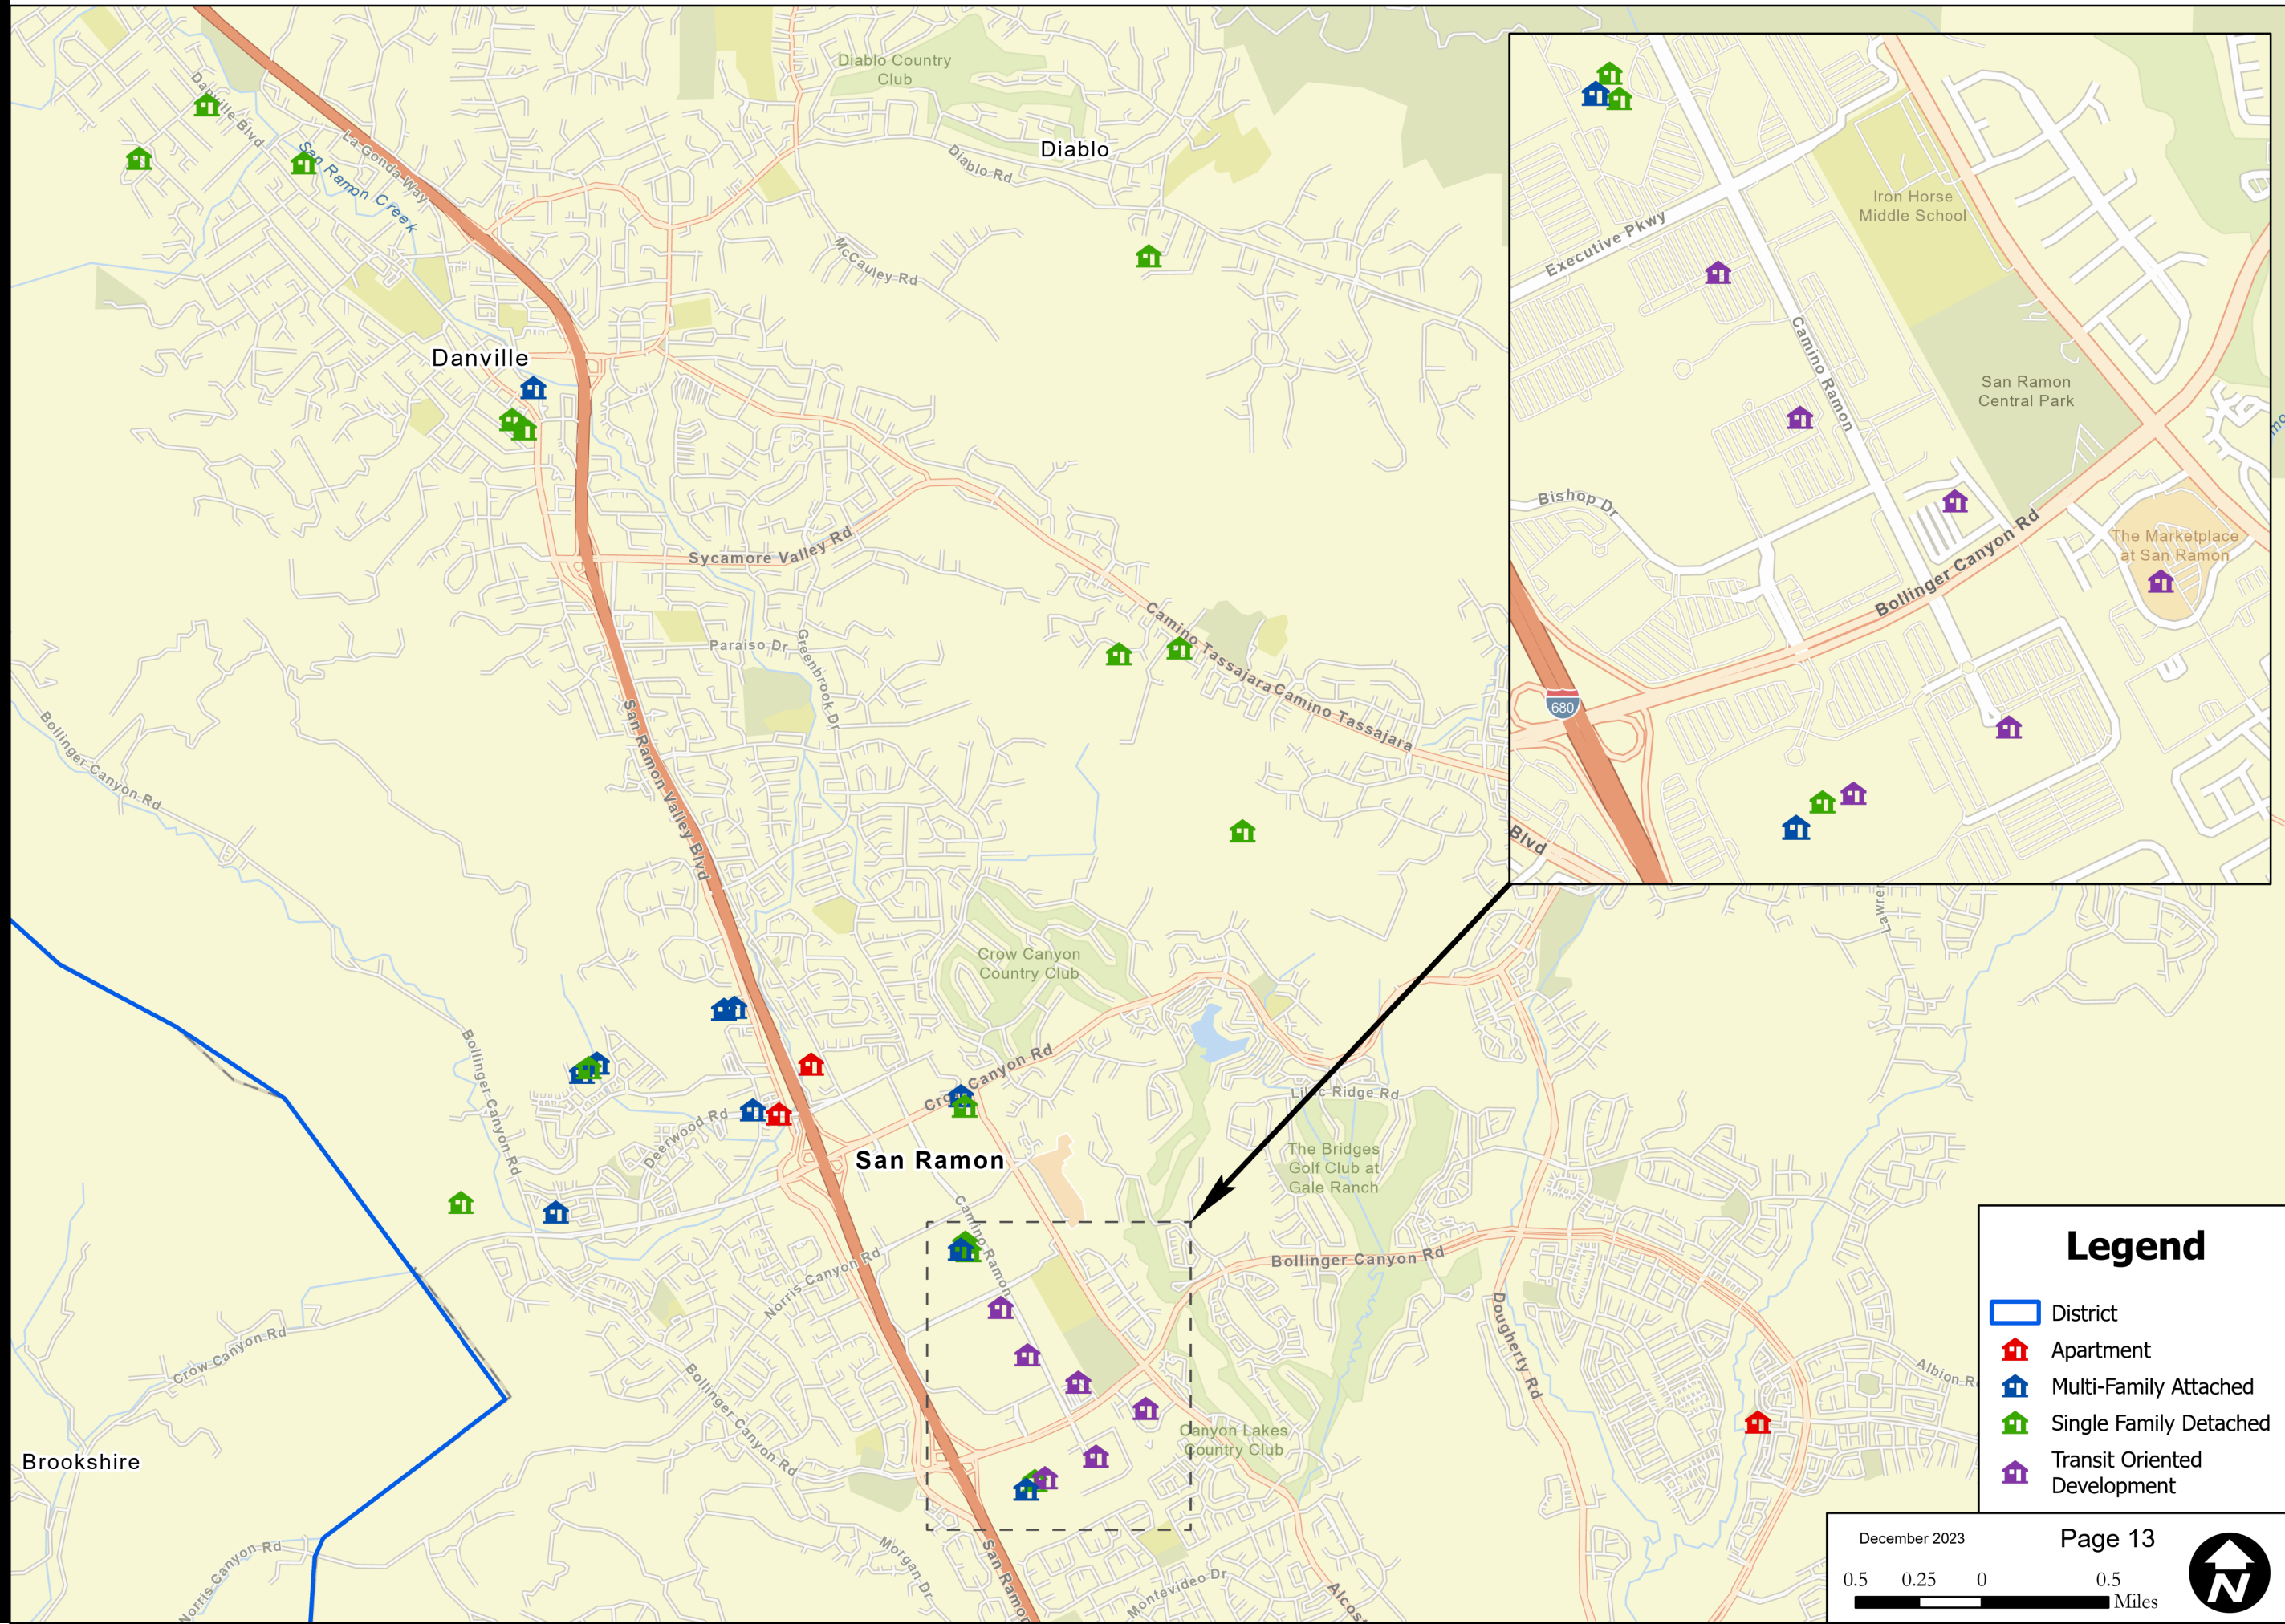 Diablo Country
Club
Danville Blvd
La Gonda Way
San Ramon Creek
Diablo
Diablo Rd
McCauley Rd
Danville
Sycamore Valley Rd
Camino Tassajara
Camino Tassajara
Paraiso Dr
Greenbrook Dr
San Ramon Valley Blvd
Bollinger Canyon Rd
Iron Horse
Middle School
Executive Pkwy
Camino Ramon
San Ramon
Central Park
Bishop Dr
Bollinger Canyon Rd
The Marketplace
at San Ramon
680
Blvd
Crow Canyon
Country Club
Bollinger Canyon Rd
Crow Canyon Rd
Deerwood Rd
Lilac Ridge Rd
San Ramon
The Bridges
Golf Club at
Gale Ranch
Camino Ramon
Norris Canyon Rd
Bollinger Canyon Rd
Dougherty Rd
Crow Canyon Rd
Bollinger Canyon Rd
Albion
Canyon Lakes
Country Club
Brookshire
Norris Canyon Rd
Morgan Dr
San Ramon
Montevideo Dr
Legend
District
Apartment
Multi-Family Attached
Single Family Detached
Transit Oriented
Development
December 2023
Page 13
0.5 0.25 0 0.5
Miles
N